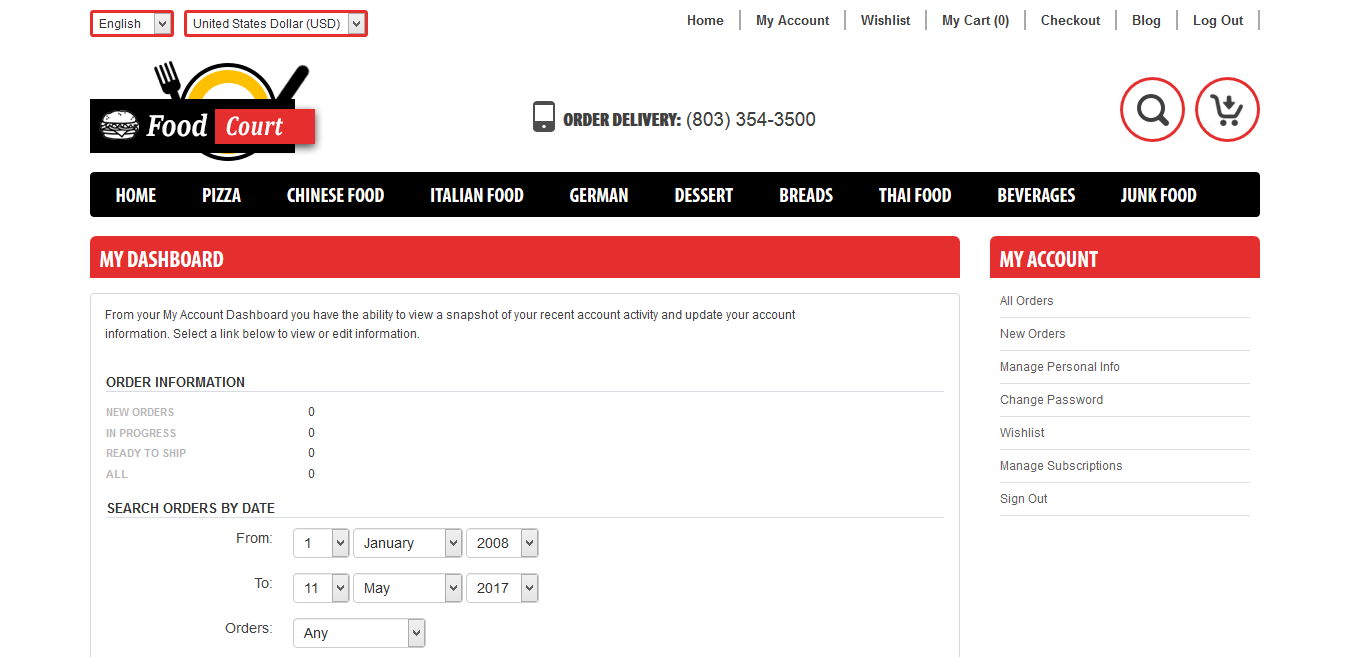 English United States Dollar (USD) Home My Account Wishlist My Cart (0) Checkout Blog Log Out
Food Court
ORDER DELIVERY: (803) 354-3500
HOME PIZZA CHINESE FOOD ITALIAN FOOD GERMAN DESSERT BREADS THAI FOOD BEVERAGES JUNK FOOD
MY DASHBOARD
From your My Account Dashboard you have the ability to view a snapshot of your recent account activity and update your account
information. Select a link below to view or edit information.
ORDER INFORMATION
NEW ORDERS 0
IN PROGRESS 0
READY TO SHIP 0
ALL 0
SEARCH ORDERS BY DATE
From: 1 January 2008
To: 11 May 2017
Orders: Any
MY ACCOUNT
All Orders
New Orders
Manage Personal Info
Change Password
Wishlist
Manage Subscriptions
Sign Out